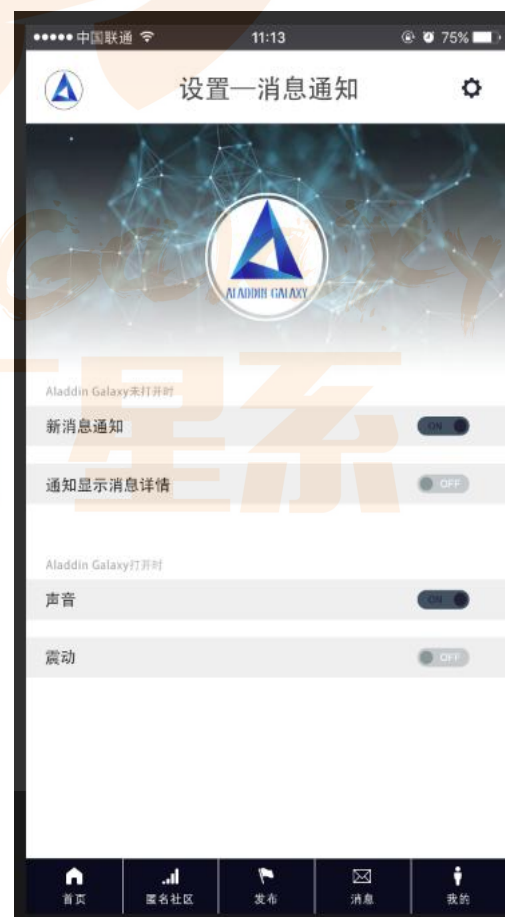 中国联通 11:13 75%
设置—消息通知
ALADDIN GALAXY
Aladdin Galaxy未打开时
新消息通知 ON
通知显示消息详情 OFF
Aladdin Galaxy打开时
声音 ON
震动 OFF
首页 匿名社区 发布 消息 我的
Galaxy
星系